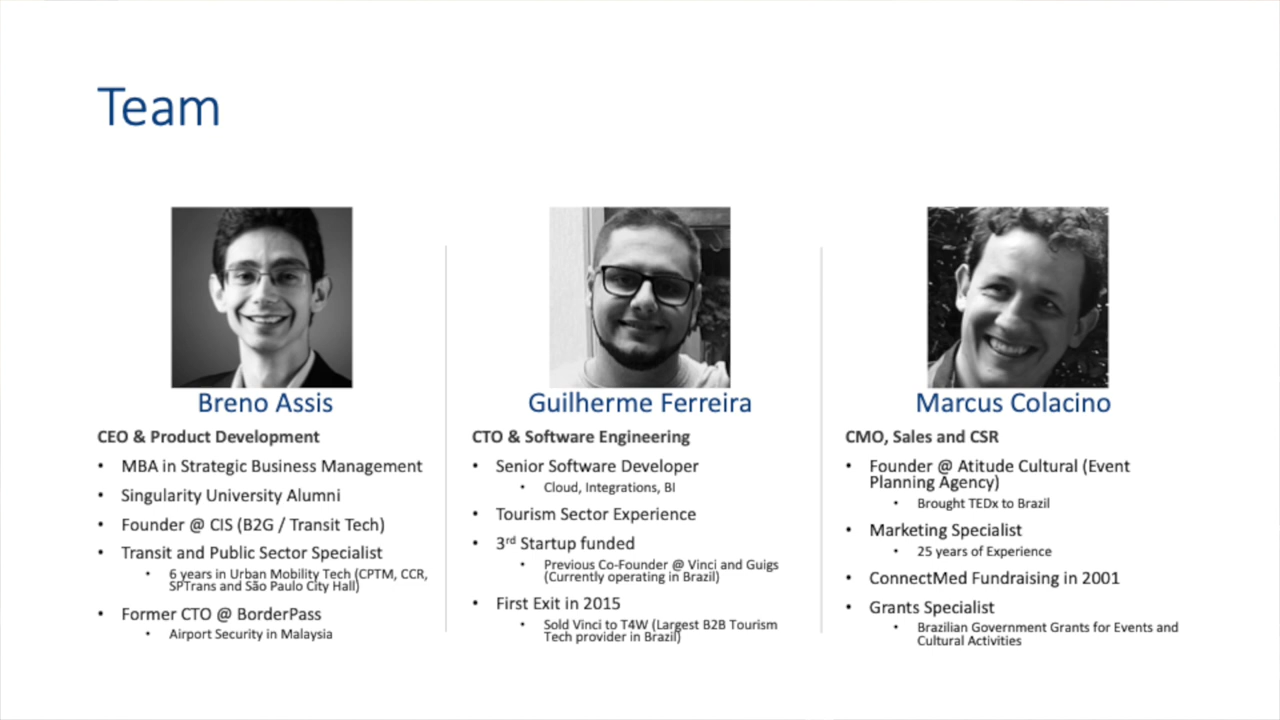 Team
Breno Assis
CEO & Product Development
• MBA in Strategic Business Management
• Singularity University Alumni
• Founder @ CIS (B2G / Transit Tech)
• Transit and Public Sector Specialist
• 6 years in Urban Mobility Tech (CPTM, CCR,
SPTrans and São Paulo City Hall)
• Former CTO @ BorderPass
• Airport Security in Malaysia
Guilherme Ferreira
CTO & Software Engineering
• Senior Software Developer
• Cloud, Integrations, BI
• Tourism Sector Experience
• 3rd Startup funded
• Previous Co-Founder @ Vinci and Guigs
(Currently operating in Brazil)
• First Exit in 2015
• Sold Vinci to T4W (Largest B2B Tourism
Tech provider in Brazil)
Marcus Colacino
CMO, Sales and CSR
• Founder @ Atitude Cultural (Event
Planning Agency)
• Brought TEDx to Brazil
• Marketing Specialist
• 25 years of Experience
• ConnectMed Fundraising in 2001
• Grants Specialist
• Brazilian Government Grants for Events and
Cultural Activities